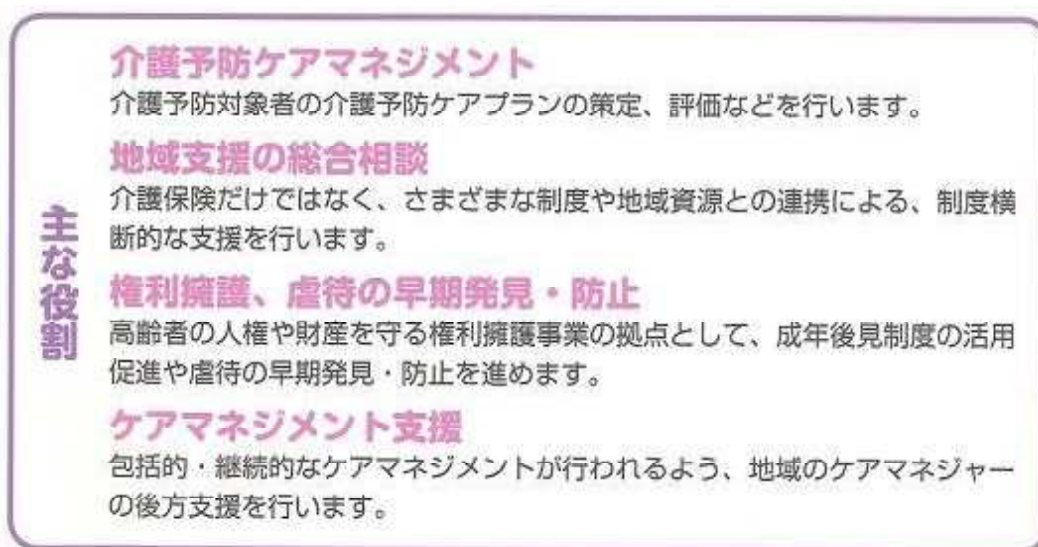 主な役割
介護予防ケアマネジメント
介護予防対象者の介護予防ケアプランの策定、評価などを行います。
地域支援の総合相談
介護保険だけではなく、さまざまな制度や地域資源との連携による、制度横
断的な支援を行います。
権利擁護、虐待の早期発見・防止
高齢者の人権や財産を守る権利擁護事業の拠点として、成年後見制度の活用
促進や虐待の早期発見・防止を進めます。
ケアマネジメント支援
包括的・継続的なケアマネジメントが行われるよう、地域のケアマネジャー
の後方支援を行います。